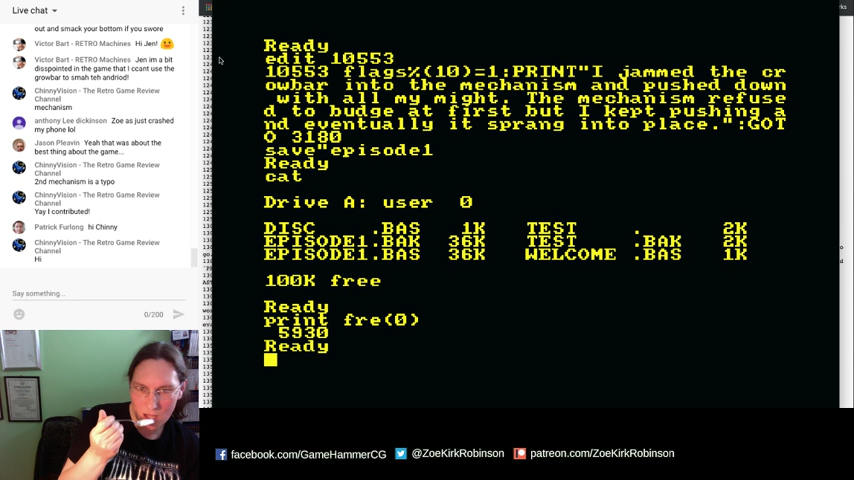 Live chat
out and smack your bottom if you swore
Victor Bart - RETRO Machines Hi Jen!
Victor Bart - RETRO Machines Jen im a bit
disspointed in the game that I ccant use the
growbar to smah teh andriod!
ChinnyVision - The Retro Game Review
Channel
mechanism
anthony Lee dickinson Zoe as just crashed
my phone lol
Jason Pleavin Yeah that was about the
best thing about the game...
ChinnyVision - The Retro Game Review
Channel
2nd mechanism is a typo
ChinnyVision - The Retro Game Review
Channel
Yay I contributed!
Patrick Furlong hi Chinny
ChinnyVision - The Retro Game Review
Channel
Hi
Say something...
0/200
Ready
edit 10553
10553 flags%(10)=1:PRINT"I jammed the cr
owbar into the mechanism and pushed down
with all my might. The mechanism refuse
d to budge at first but I kept pushing a
nd eventually it sprang into place.":GOT
O 3180
save"episode1
Ready
cat
Drive A: user 0
DISC .BAS 1K TEST . 2K
EPISODE1.BAK 36K TEST .BAK 2K
EPISODE1.BAS 36K WELCOME .BAS 1K
100K free
Ready
print fre(0)
5930
Ready
facebook.com/GameHammerCG @ZoeKirkRobinson patreon.com/ZoeKirkRobinson